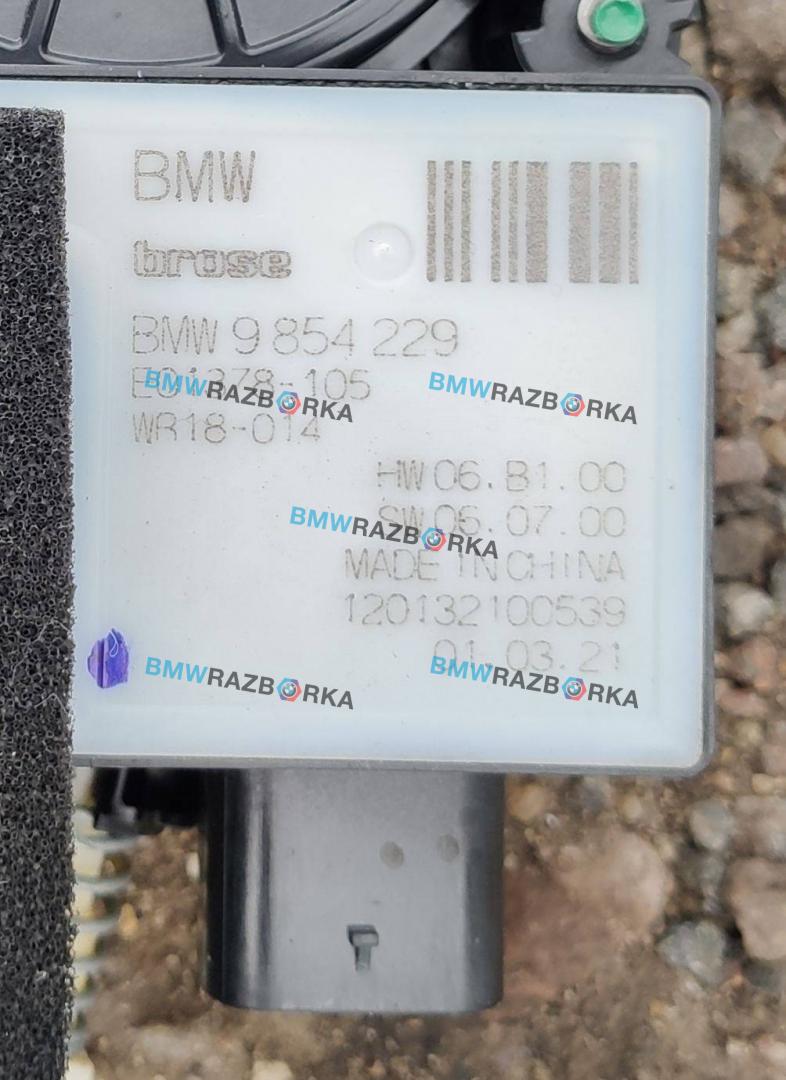 BMW
brose
BMW 9 854 229
BMWRAZBORKA
BMWRAZBORKA
WR18-014
HW 06.B1.00
SW 06.07.00
BMWRAZBORKA
MADE IN CHINA
120132100539
01.03.21
BMWRAZBORKA
BMWRAZBORKA